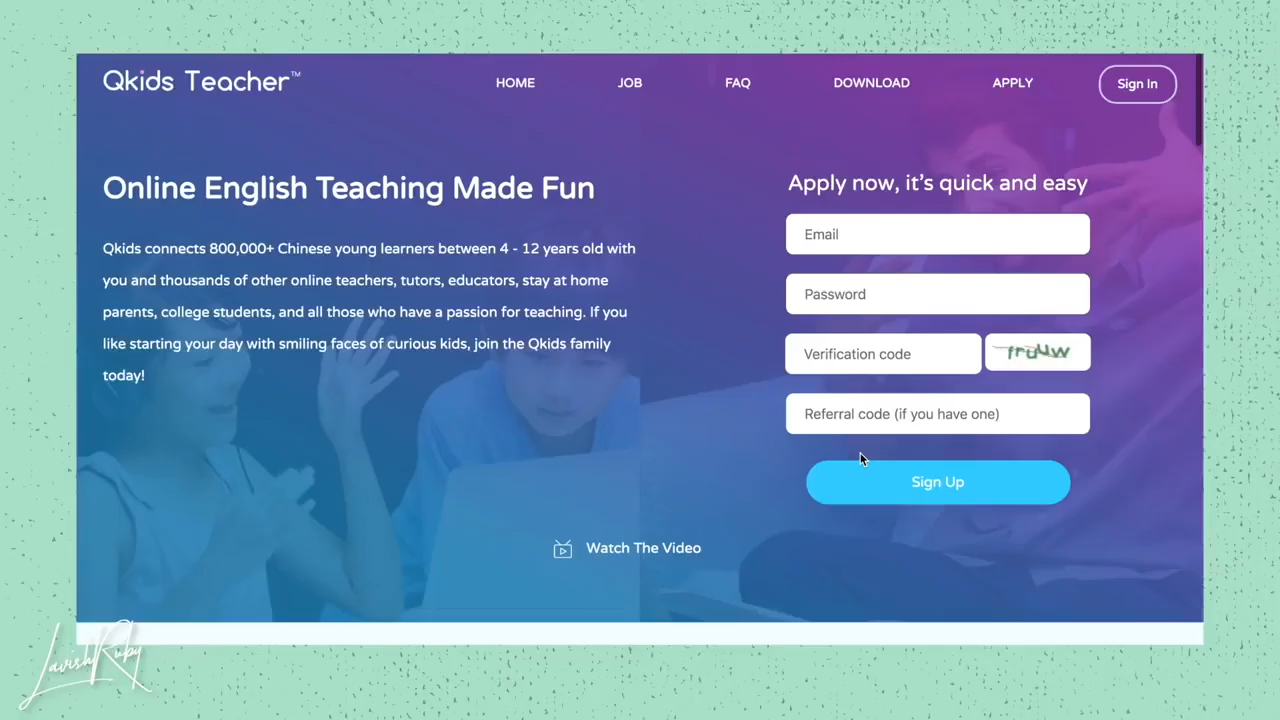 Qkids Teacher™
HOME
JOB
FAQ
DOWNLOAD
APPLY
Sign In
Online English Teaching Made Fun
Qkids connects 800,000+ Chinese young learners between 4 - 12 years old with
you and thousands of other online teachers, tutors, educators, stay at home
parents, college students, and all those who have a passion for teaching. If you
like starting your day with smiling faces of curious kids, join the Qkids family
today!
Watch The Video
Apply now, it's quick and easy
Email
Password
Verification code
fruUw
Referral code (if you have one)
Sign Up
LavishRuby